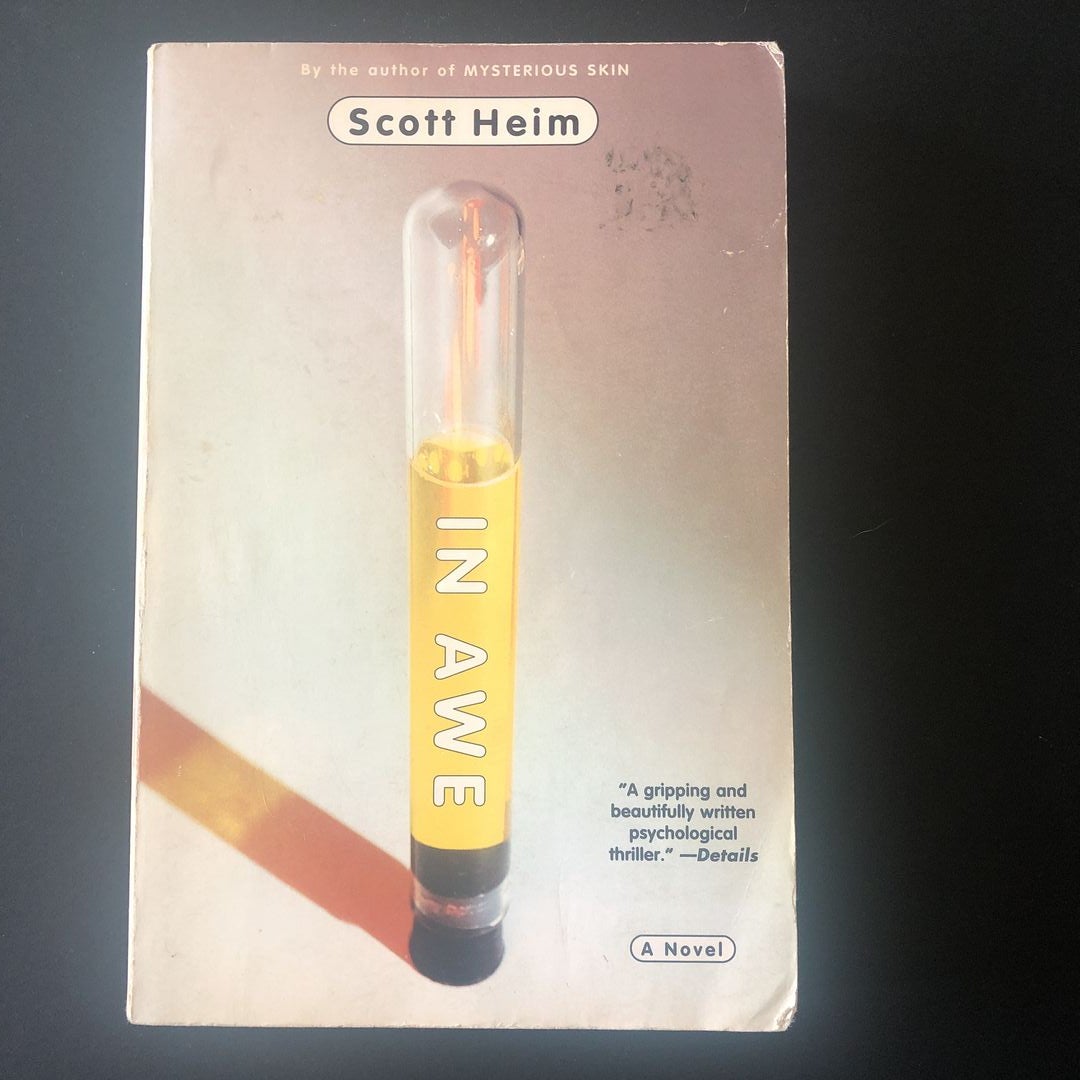 By the author of MYSTERIOUS SKIN
Scott Heim
IN AWE
"A gripping and
beautifully written
psychological
thriller." —Details
A Novel